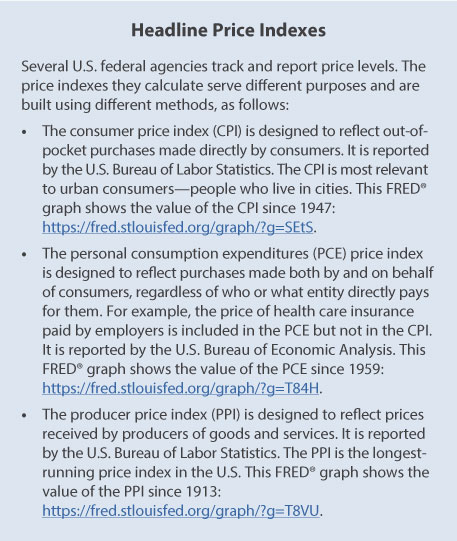 Headline Price Indexes
Several U.S. federal agencies track and report price levels. The
price indexes they calculate serve different purposes and are
built using different methods, as follows:
• The consumer price index (CPI) is designed to reflect out-of-
pocket purchases made directly by consumers. It is reported
by the U.S. Bureau of Labor Statistics. The CPI is most relevant
to urban consumers—people who live in cities. This FRED®
graph shows the value of the CPI since 1947:
https://fred.stlouisfed.org/graph/?g=SEtS.
• The personal consumption expenditures (PCE) price index
is designed to reflect purchases made both by and on behalf
of consumers, regardless of who or what entity directly pays
for them. For example, the price of health care insurance
paid by employers is included in the PCE but not in the CPI.
It is reported by the U.S. Bureau of Economic Analysis. This
FRED® graph shows the value of the PCE since 1959:
https://fred.stlouisfed.org/graph/?g=T84H.
• The producer price index (PPI) is designed to reflect prices
received by producers of goods and services. It is reported
by the U.S. Bureau of Labor Statistics. The PPI is the longest-
running price index in the U.S. This FRED® graph shows the
value of the PPI since 1913:
https://fred.stlouisfed.org/graph/?g=T8VU.